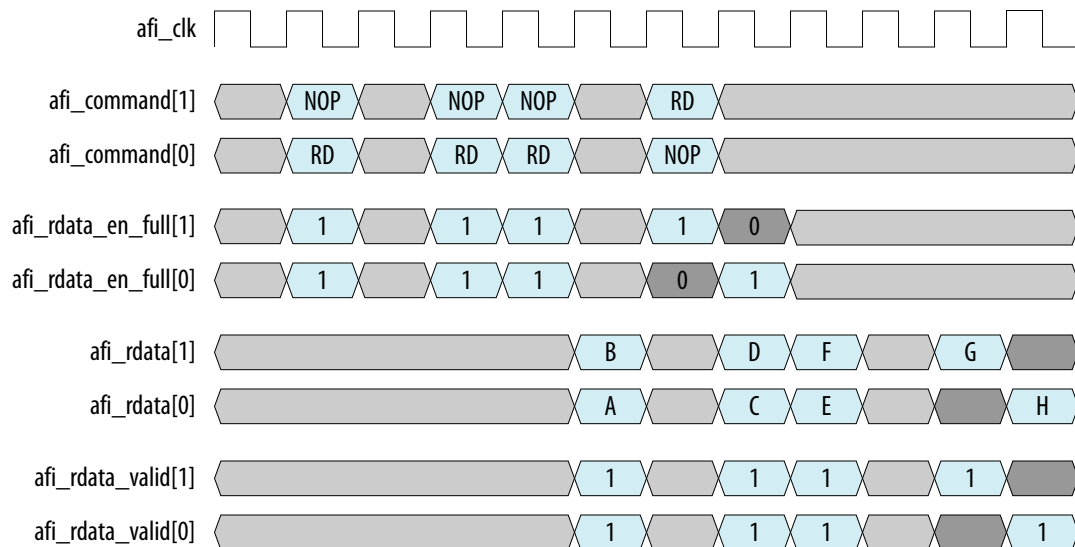 afi_clk
afi_command[1] NOP NOP NOP RD
afi_command[0] RD RD RD NOP
afi_rdata_en_full[1] 1 1 1 1 0
afi_rdata_en_full[0] 1 1 1 0 1
afi_rdata[1] B D F G
afi_rdata[0] A C E H
afi_rdata_valid[1] 1 1 1 1
afi_rdata_valid[0] 1 1 1 1